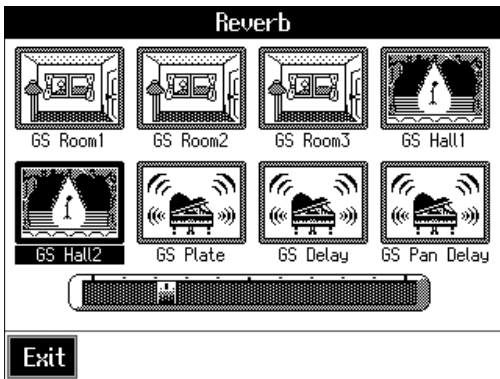 Reverb
GS Room1 GS Room2 GS Room3 GS Hall1
GS Hall2 GS Plate GS Delay GS Pan Delay
Exit